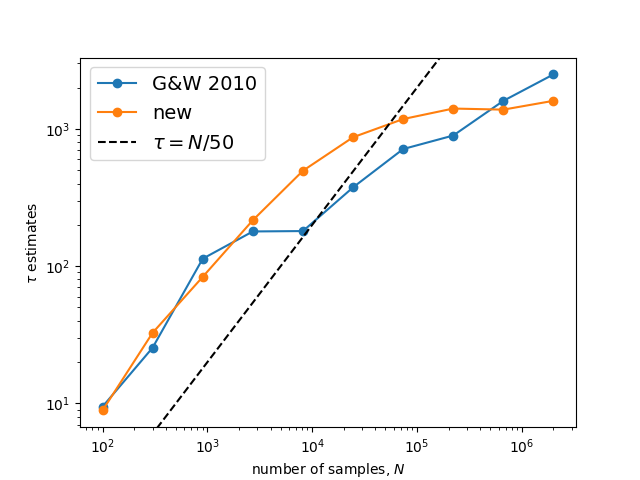 G&W 2010
new
τ = N/50
10³
10²
10¹
τ estimates
10² 10³ 10⁴ 10⁵ 10⁶
number of samples, N